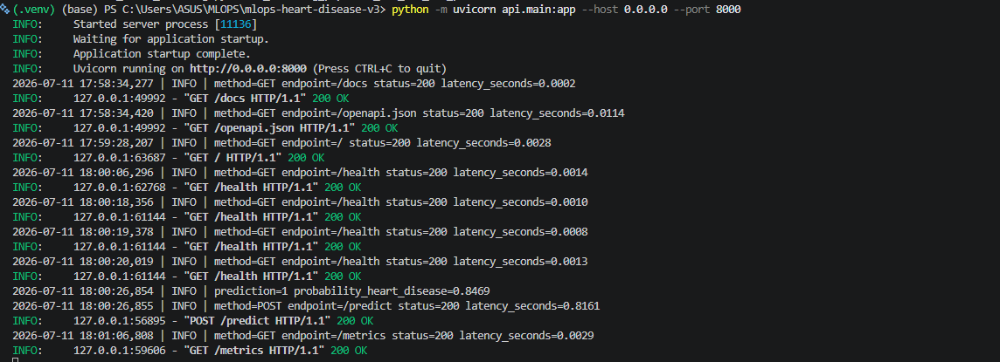 (.venv) (base) PS C:\Users\ASUS\MLOPS\mlops-heart-disease-v3> python -m uvicorn api.main:app --host 0.0.0.0 --port 8000
INFO:     Started server process [11136]
INFO:     Waiting for application startup.
INFO:     Application startup complete.
INFO:     Uvicorn running on http://0.0.0.0:8000 (Press CTRL+C to quit)
2026-07-11 17:58:34,277 | INFO | method=GET endpoint=/docs status=200 latency_seconds=0.0002
INFO:     127.0.0.1:49992 - "GET /docs HTTP/1.1" 200 OK
2026-07-11 17:58:34,420 | INFO | method=GET endpoint=/openapi.json status=200 latency_seconds=0.0114
INFO:     127.0.0.1:49992 - "GET /openapi.json HTTP/1.1" 200 OK
2026-07-11 17:59:28,207 | INFO | method=GET endpoint=/ status=200 latency_seconds=0.0028
INFO:     127.0.0.1:63687 - "GET / HTTP/1.1" 200 OK
2026-07-11 18:00:06,296 | INFO | method=GET endpoint=/health status=200 latency_seconds=0.0014
INFO:     127.0.0.1:62768 - "GET /health HTTP/1.1" 200 OK
2026-07-11 18:00:18,356 | INFO | method=GET endpoint=/health status=200 latency_seconds=0.0010
INFO:     127.0.0.1:61144 - "GET /health HTTP/1.1" 200 OK
2026-07-11 18:00:19,378 | INFO | method=GET endpoint=/health status=200 latency_seconds=0.0008
INFO:     127.0.0.1:61144 - "GET /health HTTP/1.1" 200 OK
2026-07-11 18:00:20,019 | INFO | method=GET endpoint=/health status=200 latency_seconds=0.0013
INFO:     127.0.0.1:61144 - "GET /health HTTP/1.1" 200 OK
2026-07-11 18:00:26,854 | INFO | prediction=1 probability_heart_disease=0.8469
2026-07-11 18:00:26,855 | INFO | method=POST endpoint=/predict status=200 latency_seconds=0.8161
INFO:     127.0.0.1:56895 - "POST /predict HTTP/1.1" 200 OK
2026-07-11 18:01:06,808 | INFO | method=GET endpoint=/metrics status=200 latency_seconds=0.0029
INFO:     127.0.0.1:59606 - "GET /metrics HTTP/1.1" 200 OK